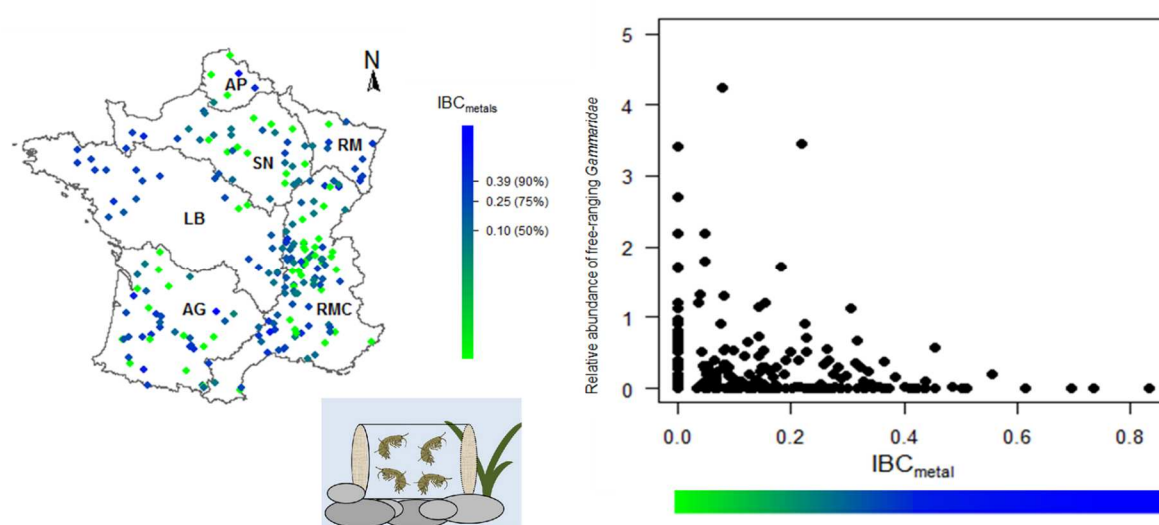 N
AP
RM
SN
LB
AG
RMC
IBCmetals
0.39 (90%)
0.25 (75%)
0.10 (50%)
Relative abundance of free-ranging Gammaridae
5
4
3
2
1
0
0.0 0.2 0.4 0.6 0.8
IBCmetal